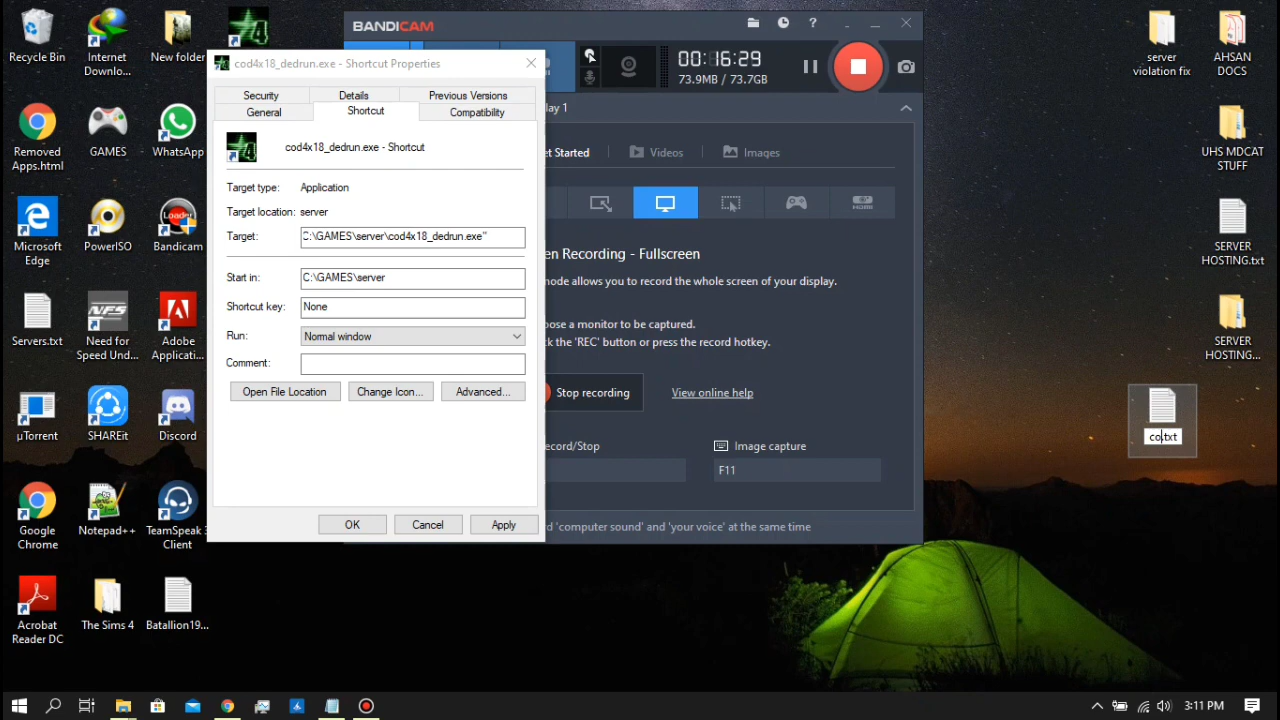 Recycle Bin
Internet
Downlo...
New folder
Removed
Apps.html
GAMES
WhatsApp
Microsoft
Edge
PowerISO
Loader
Bandicam
Servers.txt
NFS
Need for
Speed Und...
Adobe
Applicati...
µTorrent
SHAREit
Discord
Google
Chrome
Notepad++
TeamSpeak 3
Client
Acrobat
Reader DC
The Sims 4
Batallion19...
cod4x18_dedrun.exe - Shortcut Properties
Security
Details
Previous Versions
General
Shortcut
Compatibility
cod4x18_dedrun.exe - Shortcut
Target type: Application
Target location: server
Target: C:\GAMES\server\cod4x18_dedrun.exe"
Start in: C:\GAMES\server
Shortcut key: None
Run: Normal window
Comment:
Open File Location
Change Icon...
Advanced...
OK
Cancel
Apply
BANDICAM
?
00:16:29
73.9MB / 73.7GB
lay 1
et Started
Videos
Images
HDMI
en Recording - Fullscreen
mode allows you to record the whole screen of your display.
oose a monitor to be captured.
ck the 'REC' button or press the record hotkey.
Stop recording
View online help
ecord/Stop
Image capture
F11
d 'computer sound' and 'your voice' at the same time
server
violation fix
AHSAN
DOCS
UHS MDCAT
STUFF
SERVER
HOSTING.txt
SERVER
HOSTING...
co.txt
3:11 PM